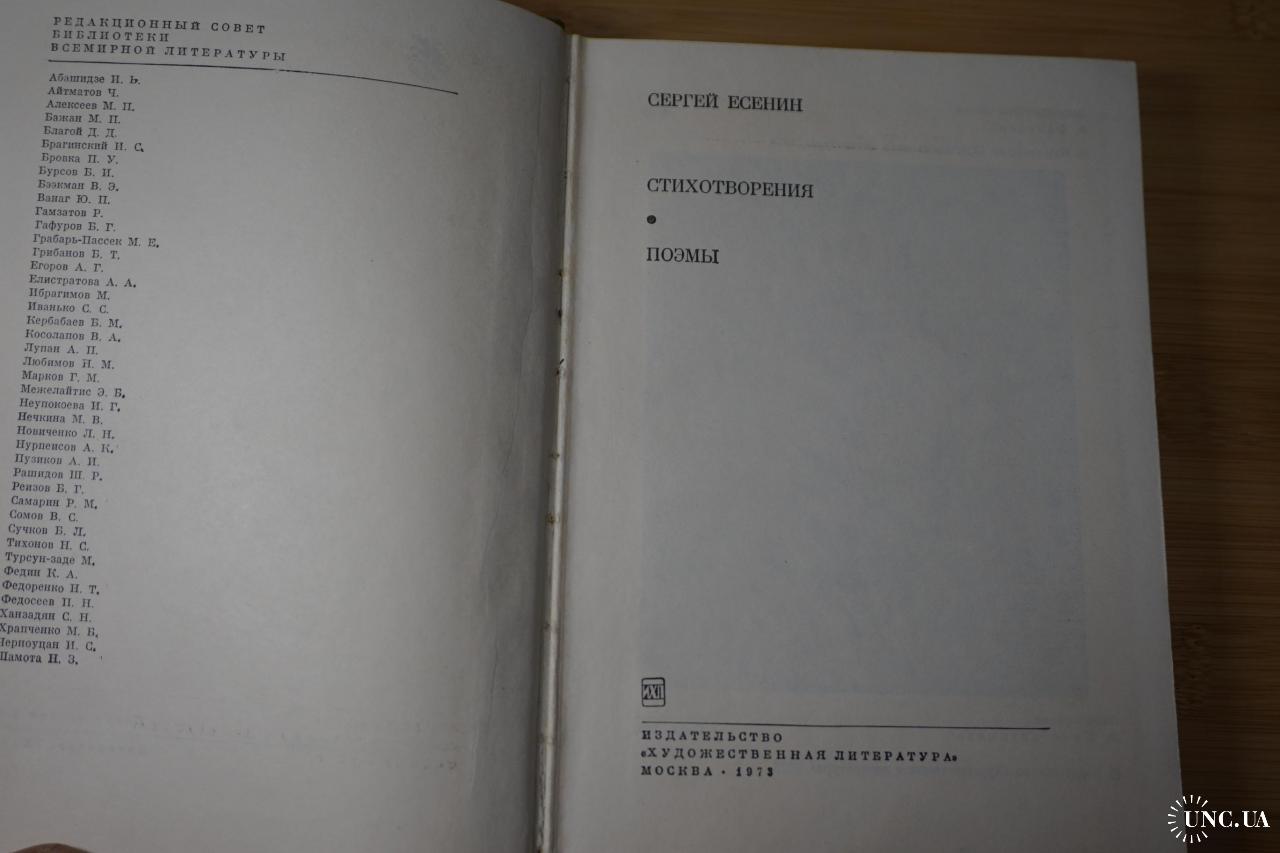 РЕДАКЦИОННЫЙ СОВЕТ
БИБЛИОТЕКИ
ВСЕМИРНОЙ ЛИТЕРАТУРЫ
Абашидзе И. В.
Айтматов Ч.
Алексеев М. П.
Бажан М. П.
Благой Д. Д.
Брагинский И. С.
Бровка П. У.
Бурсов Б. И.
Бээкман В. Э.
Ванаг Ю. П.
Гамзатов Р.
Гафуров Б. Г.
Грабарь-Пассек М. Е.
Грибанов Б. Т.
Егоров А. Г.
Елистратова А. А.
Ибрагимов М.
Иванько С. С.
Кербабаев Б. М.
Косолапов В. А.
Лупан А. П.
Любимов Н. М.
Марков Г. М.
Межелайтис Э. Б.
Неупокоева И. Г.
Нечкина М. В.
Новиченко Л. Н.
Нурпеисов А. К.
Пузиков А. И.
Рашидов Ш. Р.
Реизов Б. Г.
Самарин Р. М.
Сомов В. С.
Сучков Б. Л.
Тихонов Н. С.
Турсун-заде М.
Федин К. А.
Федоренко Н. Т.
Федосеев П. Н.
Ханзадян С. Н.
Храпченко М. Б.
Черноуцан И. С.
Шамота Н. З.
СЕРГЕЙ ЕСЕНИН
СТИХОТВОРЕНИЯ
•
ПОЭМЫ
ИХЛ
ИЗДАТЕЛЬСТВО
«ХУДОЖЕСТВЕННАЯ ЛИТЕРАТУРА»
МОСКВА · 1973
UNC.UA